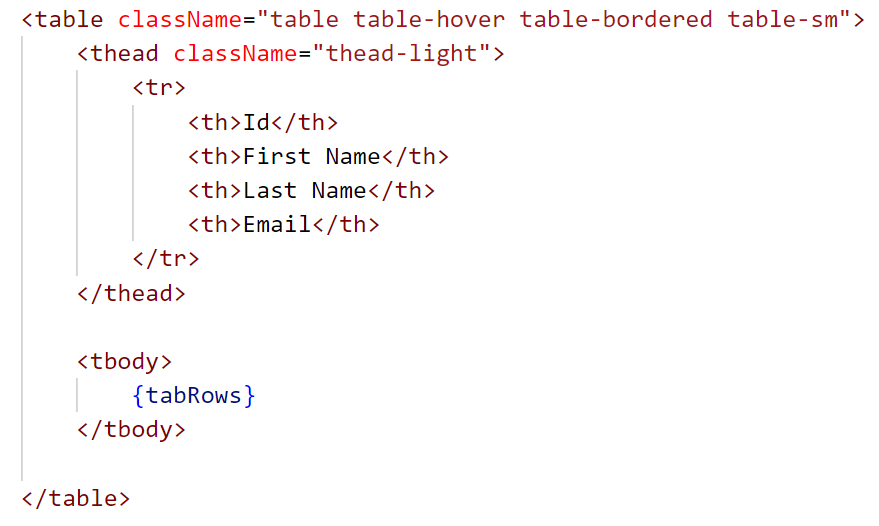 <table className="table table-hover table-bordered table-sm">
<thead className="thead-light">
<tr>
<th>Id</th>
<th>First Name</th>
<th>Last Name</th>
<th>Email</th>
</tr>
</thead>
<tbody>
{tabRows}
</tbody>
</table>